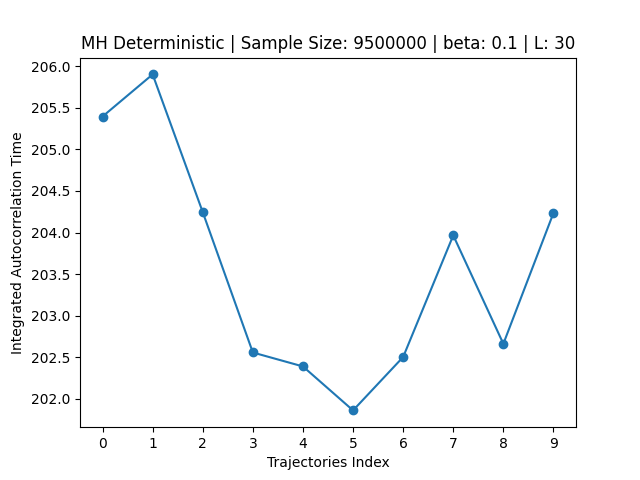 MH Deterministic | Sample Size: 9500000 | beta: 0.1 | L: 30
Integrated Autocorrelation Time
206.0
205.5
205.0
204.5
204.0
203.5
203.0
202.5
202.0
0 1 2 3 4 5 6 7 8 9
Trajectories Index